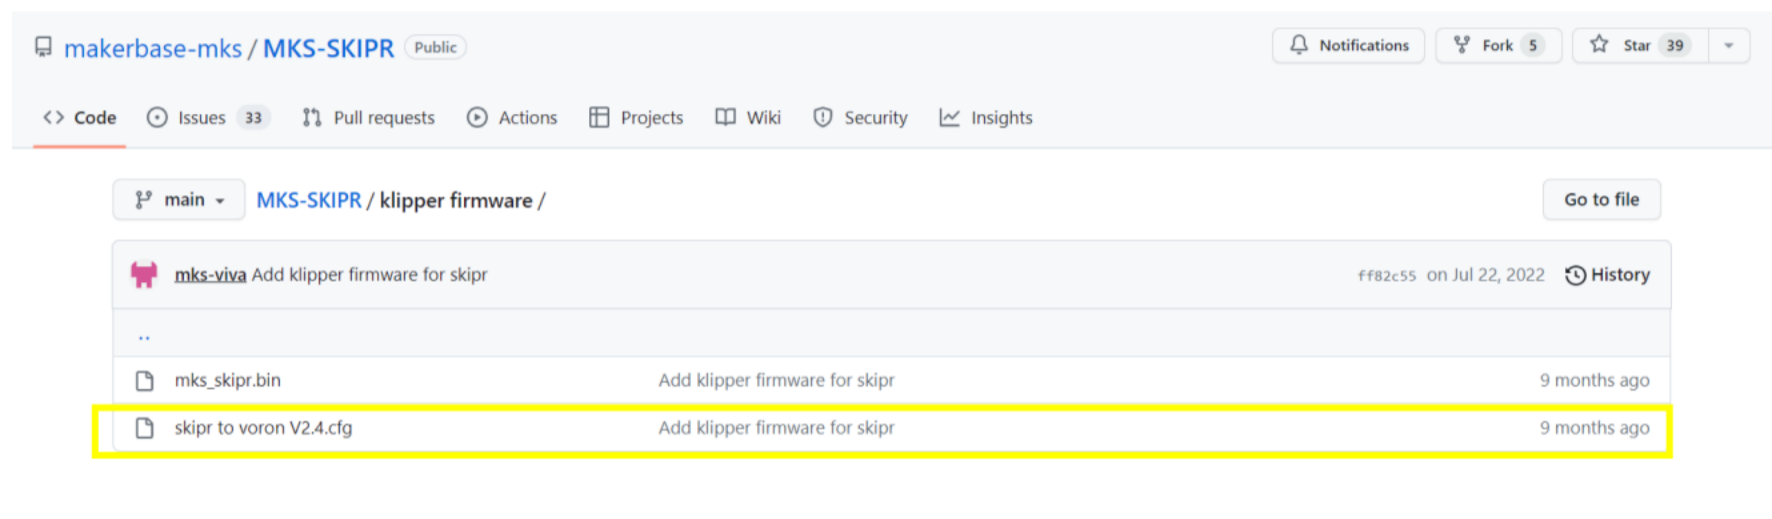 makerbase-mks / MKS-SKIPR Public Notifications Fork 5 Star 39
Code Issues 33 Pull requests Actions Projects Wiki Security Insights
main MKS-SKIPR / klipper firmware / Go to file
mks-viva Add klipper firmware for skipr ff82c55 on Jul 22, 2022 History
..
mks_skipr.bin Add klipper firmware for skipr 9 months ago
skipr to voron V2.4.cfg Add klipper firmware for skipr 9 months ago